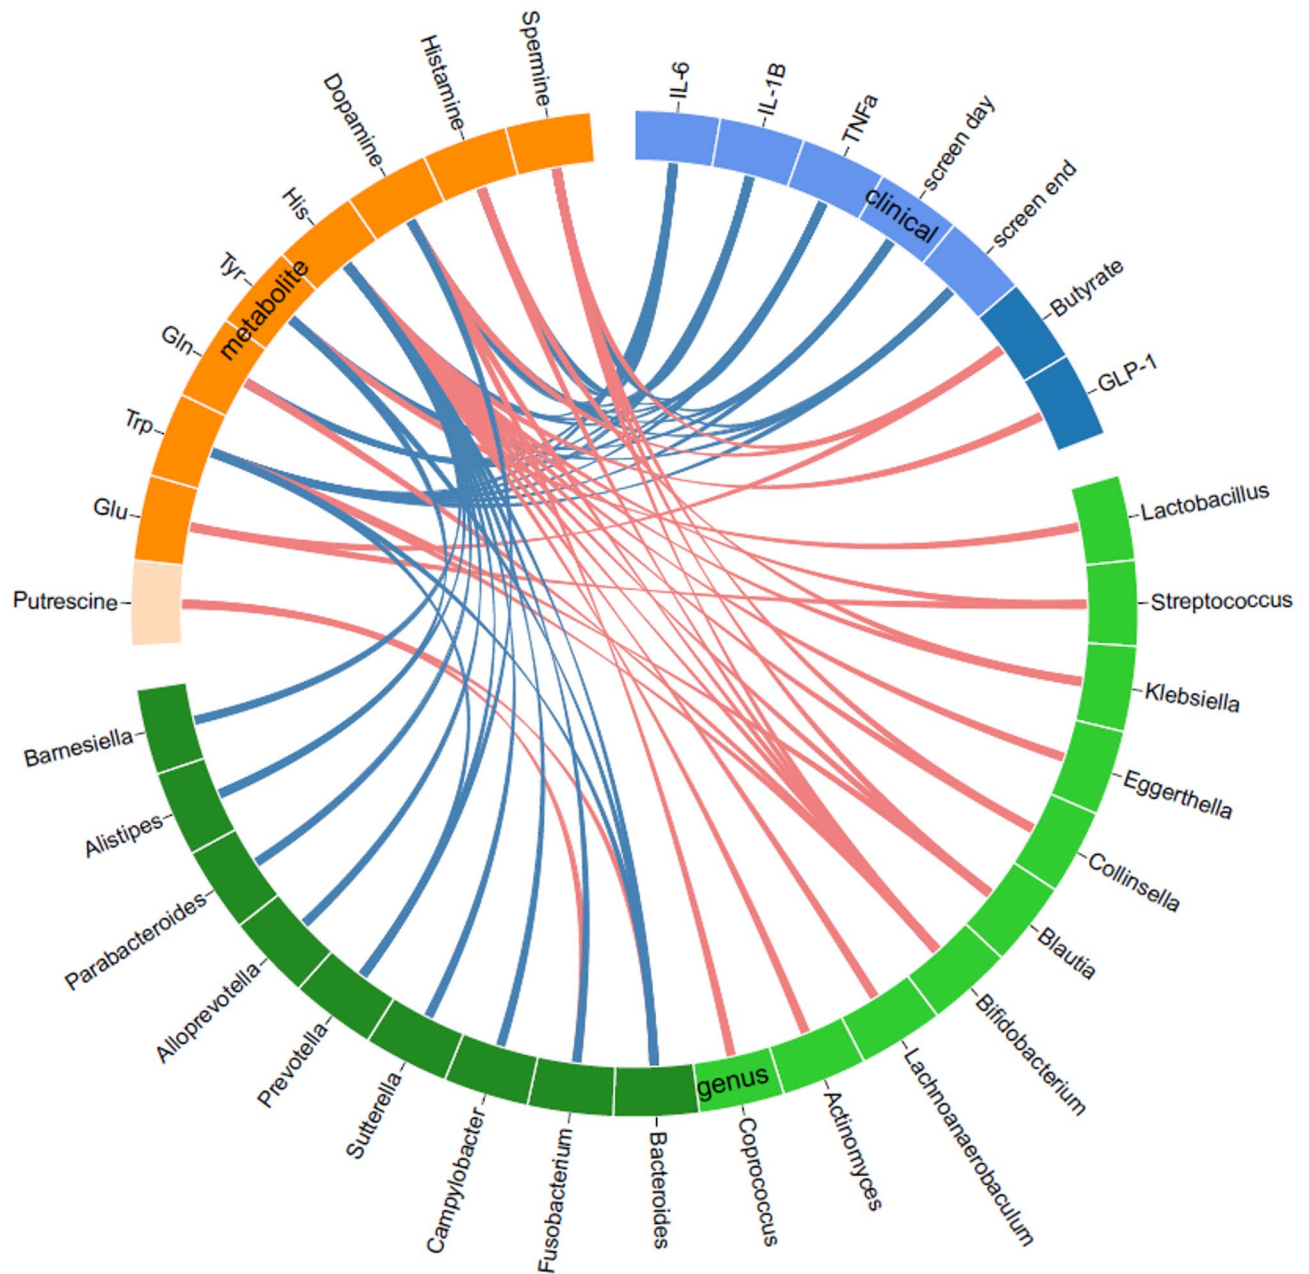 Spermine
Histamine
Dopamine
His
Tyr
Gln
Trp
Glu
Putrescine
metabolite
IL-6
IL-1B
TNFa
screen day
screen end
clinical
Butyrate
GLP-1
Lactobacillus
Streptococcus
Klebsiella
Eggerthella
Collinsella
Blautia
Bifidobacterium
Lachnoanaerobaculum
Actinomyces
Coprococcus
genus
Bacteroides
Fusobacterium
Campylobacter
Sutterella
Prevotella
Alloprevotella
Parabacteroides
Alistipes
Barnesiella